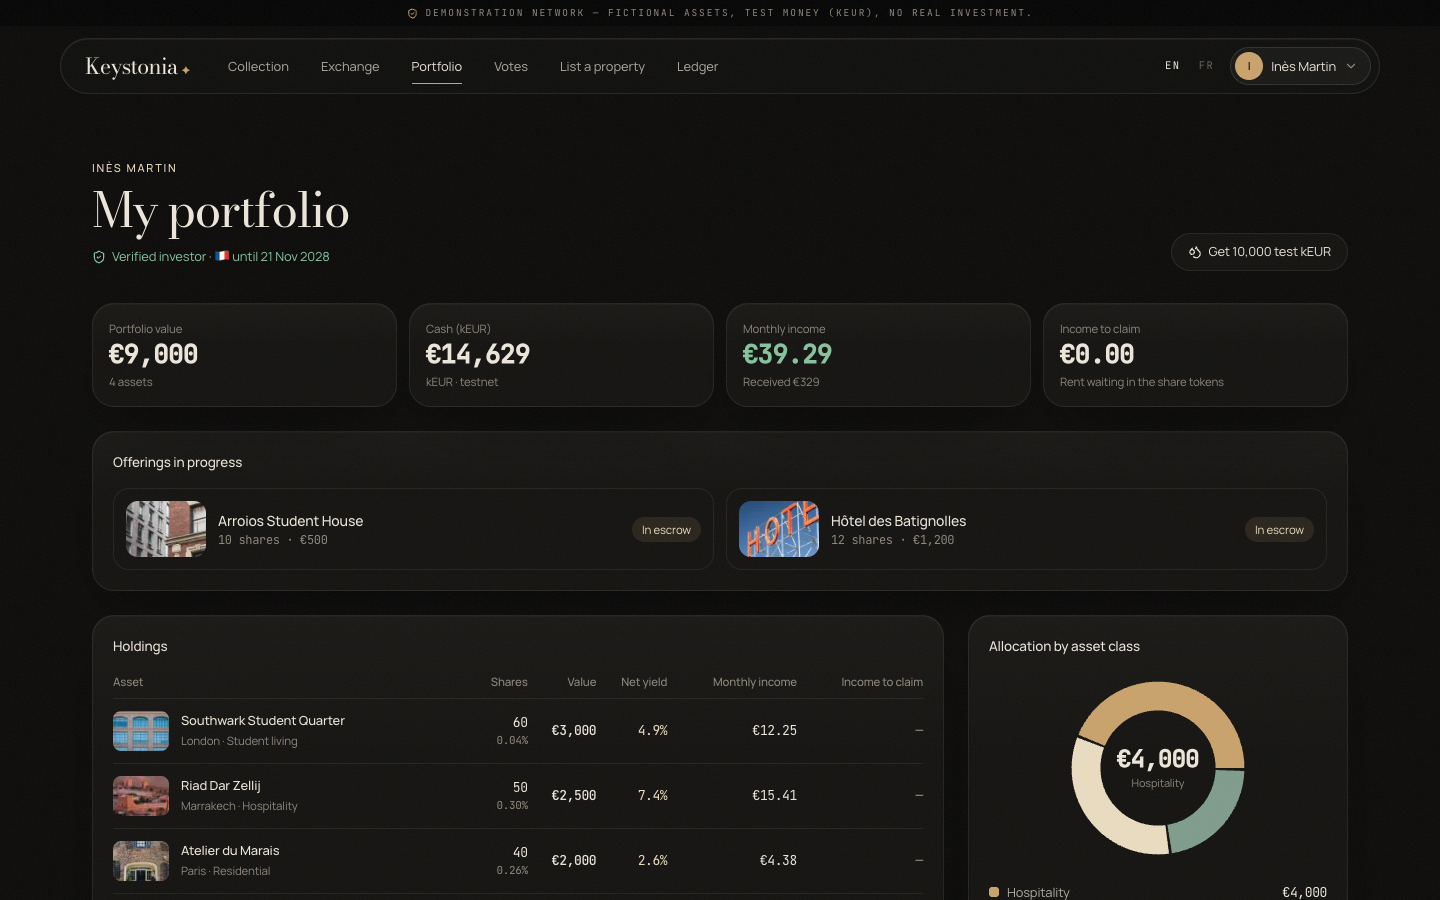 DEMONSTRATION NETWORK — FICTIONAL ASSETS, TEST MONEY (KEUR), NO REAL INVESTMENT.
Keystonia
Collection
Exchange
Portfolio
Votes
List a property
Ledger
EN
FR
I
Inès Martin
INÈS MARTIN
My portfolio
Verified investor · 🇫🇷 until 21 Nov 2028
Get 10,000 test kEUR
Portfolio value
€9,000
4 assets
Cash (kEUR)
€14,629
kEUR · testnet
Monthly income
€39.29
Received €329
Income to claim
€0.00
Rent waiting in the share tokens
Offerings in progress
Arroios Student House
10 shares · €500
In escrow
HOTE
Hôtel des Batignolles
12 shares · €1,200
In escrow
Holdings
Asset Shares Value Net yield Monthly income Income to claim
Southwark Student Quarter
London · Student living
60
0.04%
€3,000
4.9%
€12.25
—
Riad Dar Zellij
Marrakech · Hospitality
50
0.30%
€2,500
7.4%
€15.41
—
Atelier du Marais
Paris · Residential
40
0.26%
€2,000
2.6%
€4.38
—
Allocation by asset class
€4,000
Hospitality
Hospitality €4,000